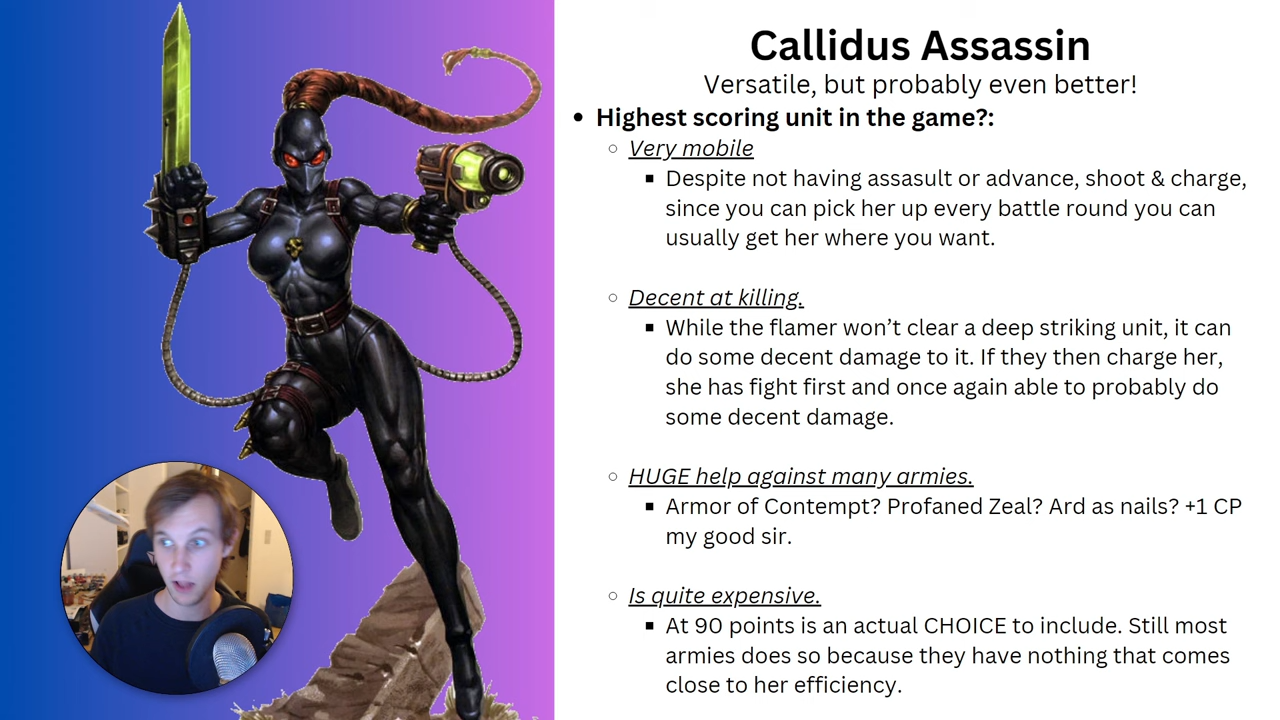 Callidus Assassin
Versatile, but probably even better!
• Highest scoring unit in the game?:
○ Very mobile
▪ Despite not having assasult or advance, shoot & charge,
since you can pick her up every battle round you can
usually get her where you want.
○ Decent at killing.
▪ While the flamer won’t clear a deep striking unit, it can
do some decent damage to it. If they then charge her,
she has fight first and once again able to probably do
some decent damage.
○ HUGE help against many armies.
▪ Armor of Contempt? Profaned Zeal? Ard as nails? +1 CP
my good sir.
○ Is quite expensive.
▪ At 90 points is an actual CHOICE to include. Still most
armies does so because they have nothing that comes
close to her efficiency.